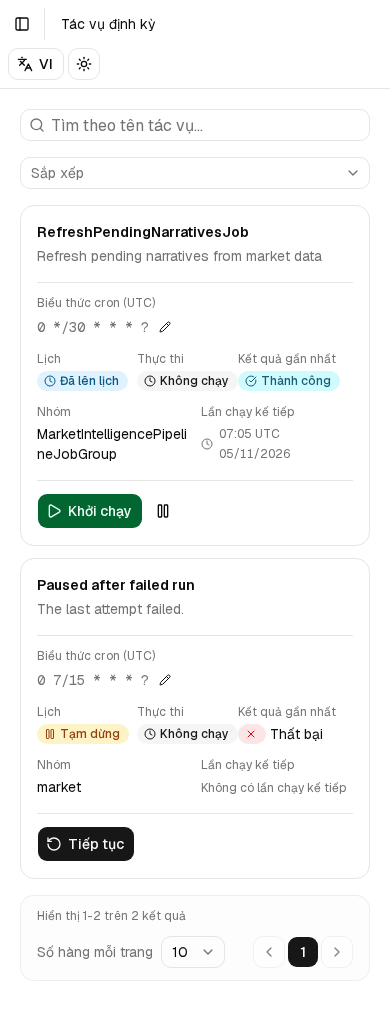 Tác vụ định kỳ
VI
Tìm theo tên tác vụ...
Sắp xếp
RefreshPendingNarrativesJob
Refresh pending narratives from market data
Biểu thức cron (UTC)
0 */30 * * * ?
Lịch Thực thi Kết quả gần nhất
Đã lên lịch Không chạy Thành công
Nhóm Lần chạy kế tiếp
MarketIntelligencePipeli
neJobGroup
07:05 UTC
05/11/2026
Khởi chạy
Paused after failed run
The last attempt failed.
Biểu thức cron (UTC)
0 7/15 * * * ?
Lịch Thực thi Kết quả gần nhất
Tạm dừng Không chạy Thất bại
Nhóm Lần chạy kế tiếp
market Không có lần chạy kế tiếp
Tiếp tục
Hiển thị 1-2 trên 2 kết quả
Số hàng mỗi trang 10 1